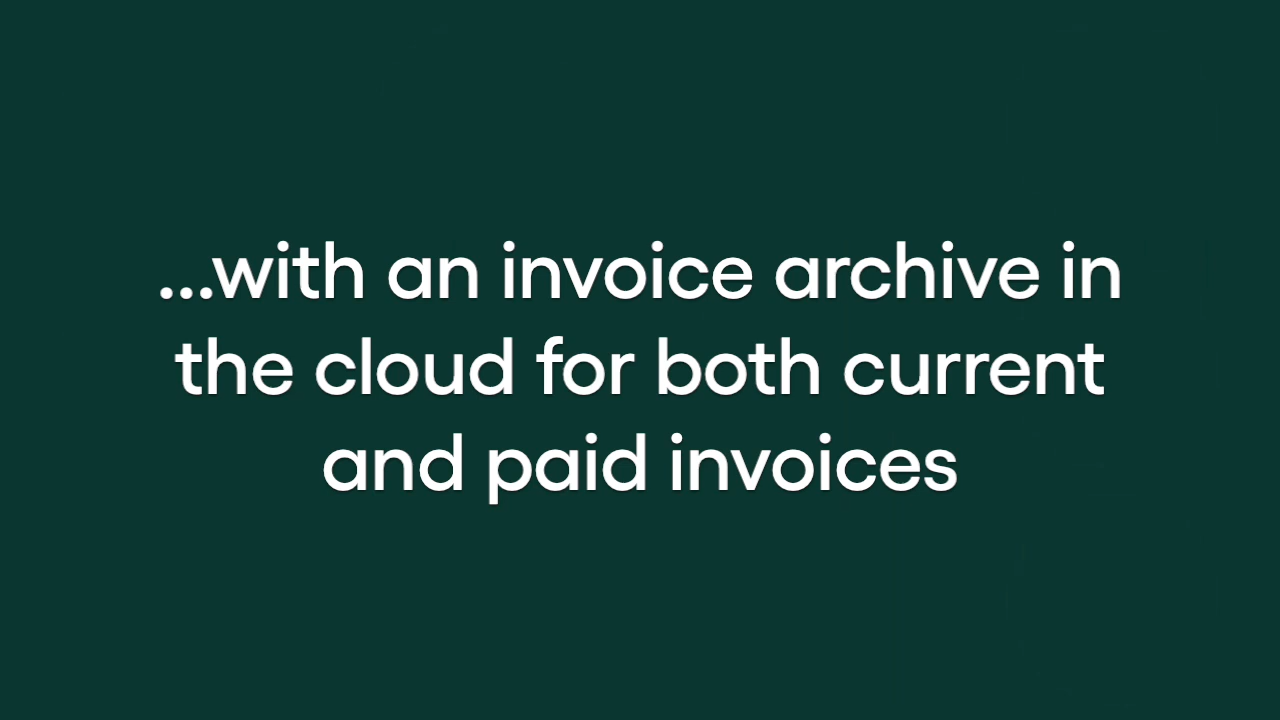 ...with an invoice archive in
the cloud for both current
and paid invoices